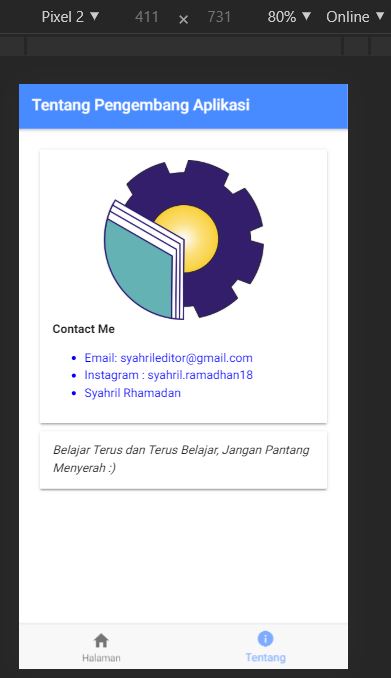 Pixel 2 ▼ 411 × 731 80% ▼ Online ▼
Tentang Pengembang Aplikasi
Contact Me
• Email: syahrileditor@gmail.com
• Instagram : syahril.ramadhan18
• Syahril Rhamadan
Belajar Terus dan Terus Belajar, Jangan Pantang
Menyerah :)
Halaman Tentang